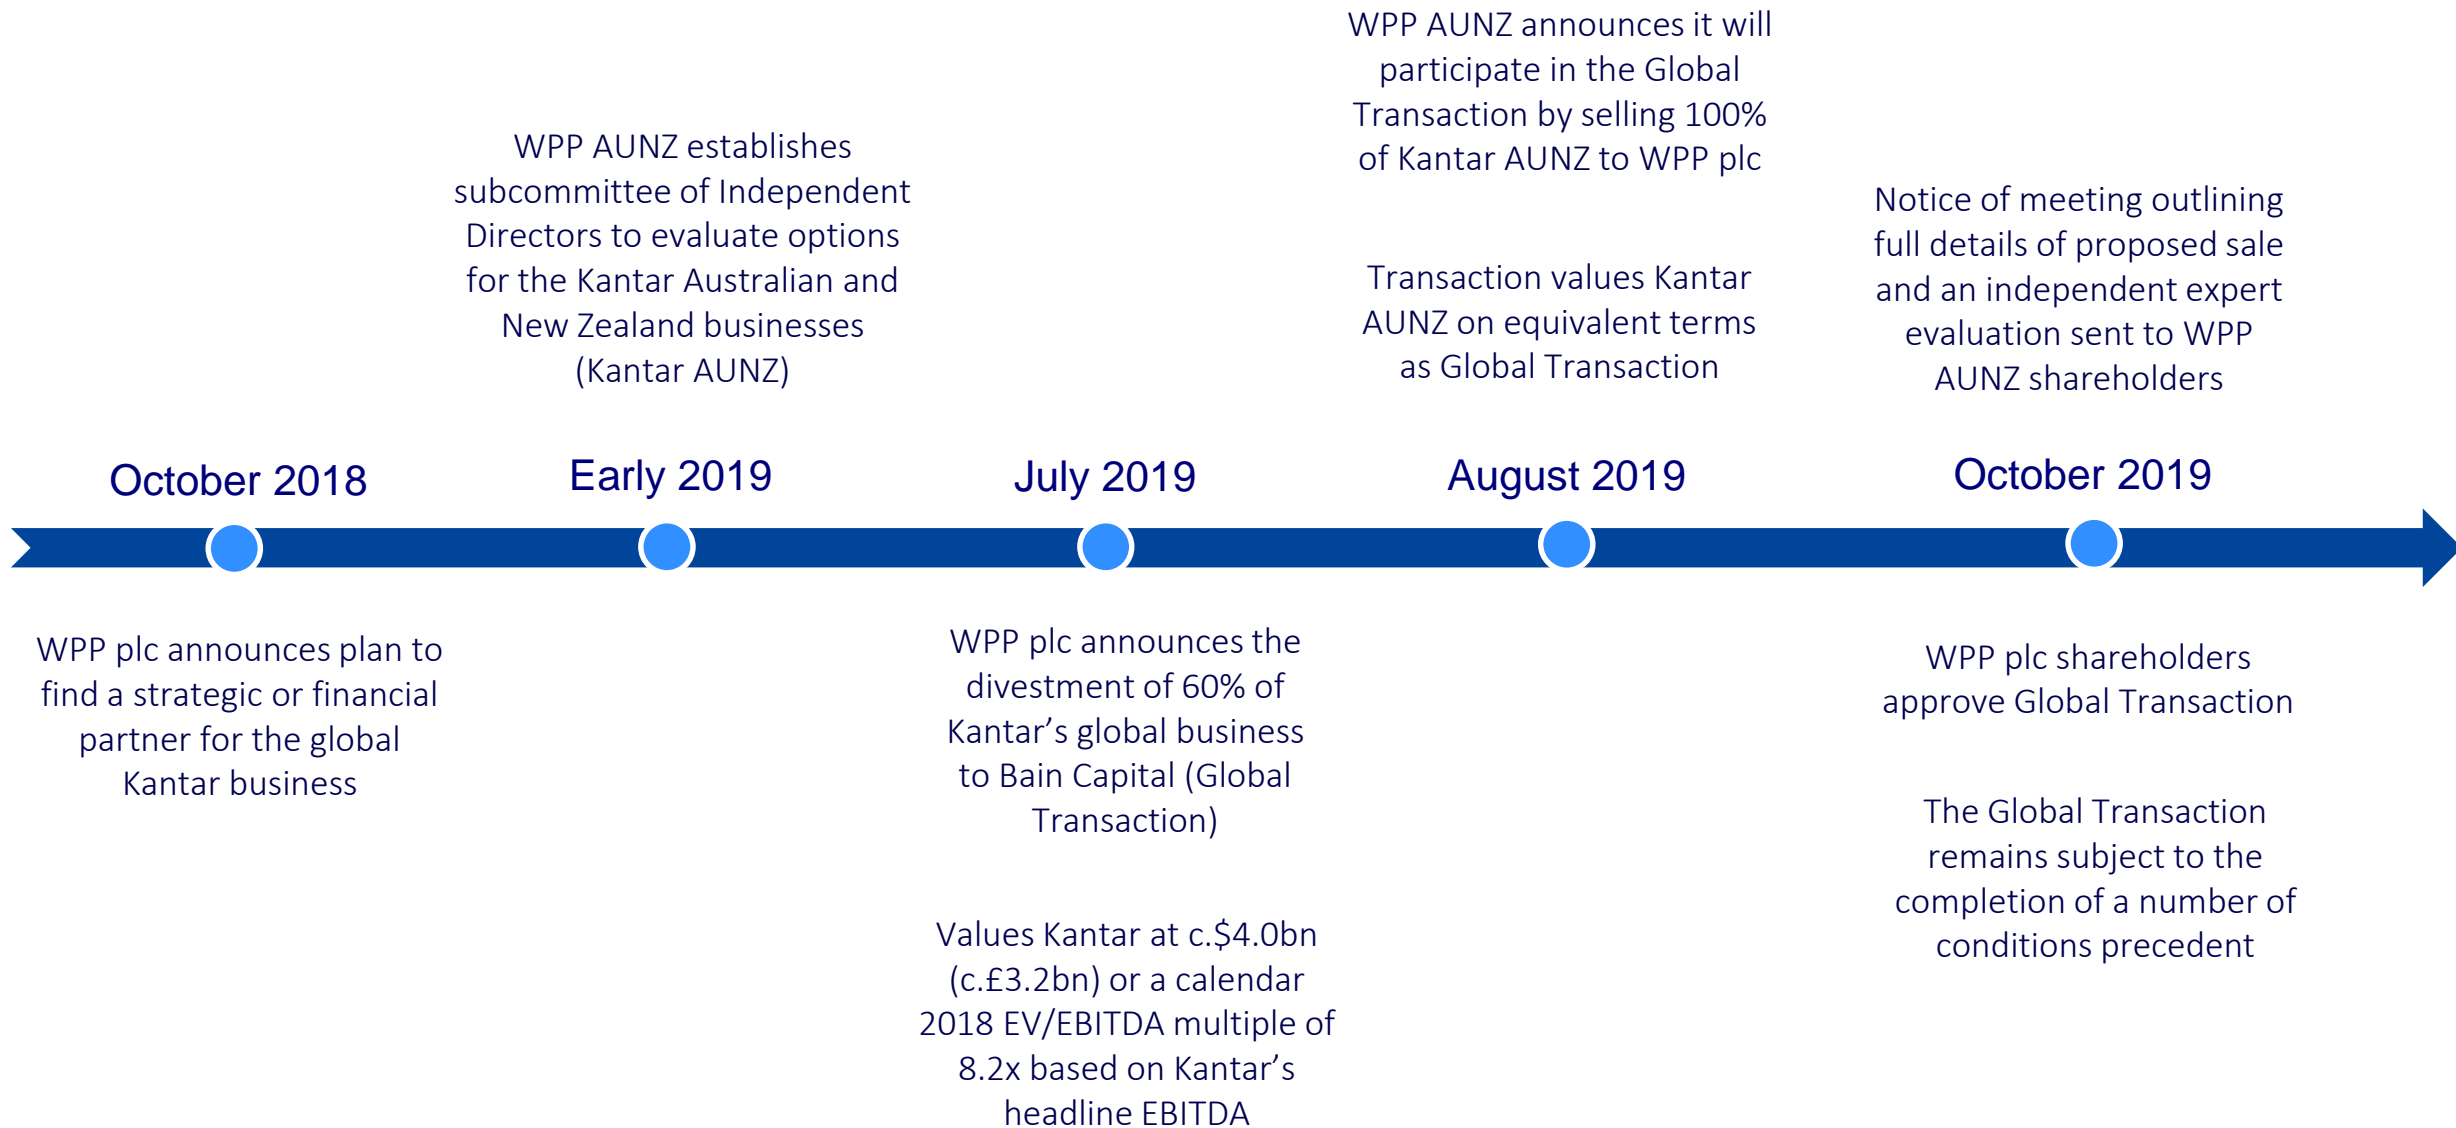 October 2018
WPP plc announces plan to
find a strategic or financial
partner for the global
Kantar business
WPP AUNZ establishes
subcommittee of Independent
Directors to evaluate options
for the Kantar Australian and
New Zealand businesses
(Kantar AUNZ)
Early 2019
July 2019
WPP plc announces the
divestment of 60% of
Kantar’s global business
to Bain Capital (Global
Transaction)
Values Kantar at c.$4.0bn
(c.£3.2bn) or a calendar
2018 EV/EBITDA multiple of
8.2x based on Kantar’s
headline EBITDA
WPP AUNZ announces it will
participate in the Global
Transaction by selling 100%
of Kantar AUNZ to WPP plc
Transaction values Kantar
AUNZ on equivalent terms
as Global Transaction
August 2019
Notice of meeting outlining
full details of proposed sale
and an independent expert
evaluation sent to WPP
AUNZ shareholders
October 2019
WPP plc shareholders
approve Global Transaction
The Global Transaction
remains subject to the
completion of a number of
conditions precedent